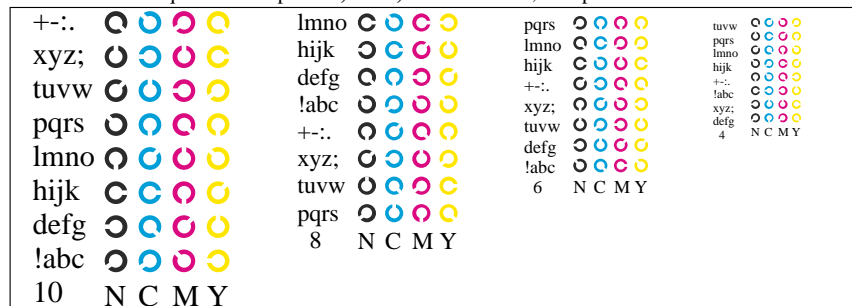 +-:.
xyz;
tuvw
pqrs
lmno
hijk
defg
!abc
10 N C M Y
lmno
hijk
defg
!abc
+-:.
xyz;
tuvw
pqrs
8 N C M Y
pqrs
lmno
hijk
+-:.
xyz;
tuvw
defg
!abc
6 N C M Y
tuvw
pqrs
lmno
hijk
+-:.
!abc
xyz;
defg
4 N C M Y